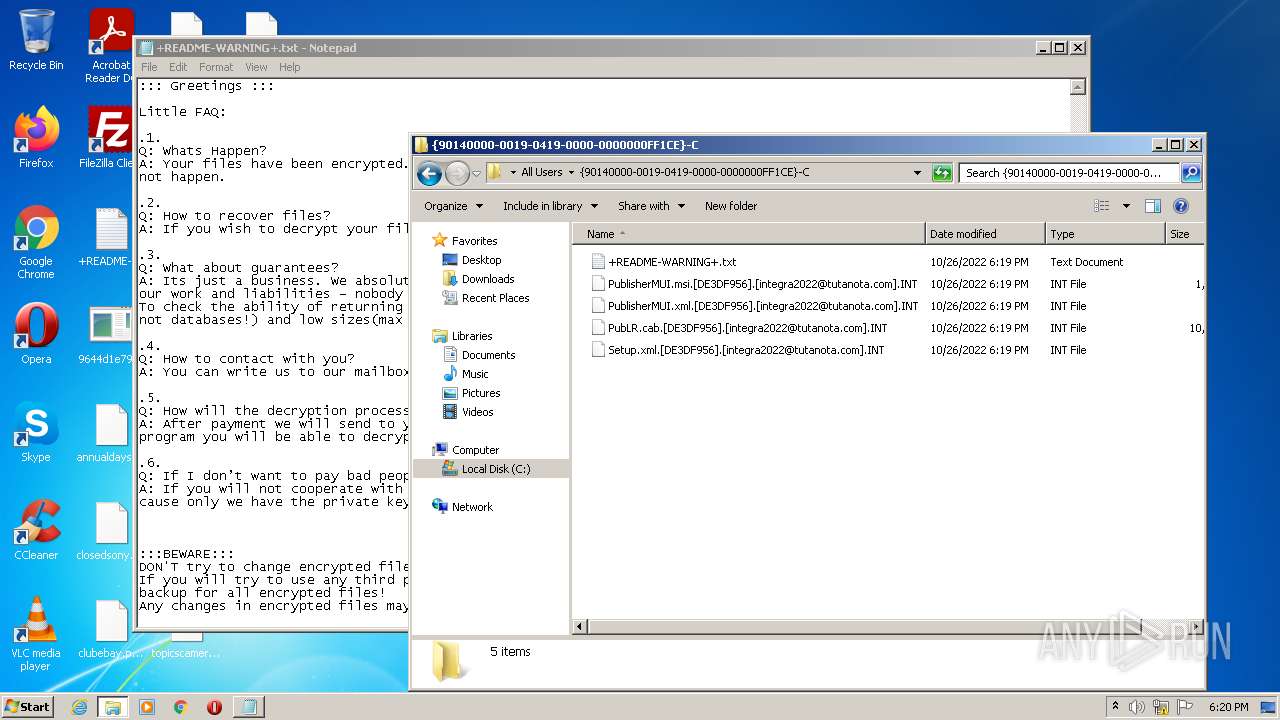 Recycle Bin
Acrobat
Reader D
Firefox
FileZilla Clie
Google
Chrome
+README-
Opera
9644d1e79
Skype
annualdays
CCleaner
closedsony.
VLC media
player
clubebay.p...
topicscamer...
+README-WARNING+.txt - Notepad
File Edit Format View Help
::: Greetings :::
Little FAQ:
.1.
Q: Whats Happen?
A: Your files have been encrypted.
not happen.
.2.
Q: How to recover files?
A: If you wish to decrypt your fil
.3.
Q: What about guarantees?
A: Its just a business. We absolut
our work and liabilities - nobody
To check the ability of returning
not databases!) and low sizes(max
.4.
Q: How to contact with you?
A: You can write us to our mailbox
.5.
Q: How will the decryption process
A: After payment we will send to y
program you will be able to decryp
.6.
Q: If I don't want to pay bad peop
A: If you will not cooperate with
cause only we have the private key
:::BEWARE:::
DON'T try to change encrypted file
If you will try to use any third p
backup for all encrypted files!
Any changes in encrypted files may
{90140000-0019-0419-0000-0000000FF1CE}-C
All Users {90140000-0019-0419-0000-0000000FF1CE}-C
Search {90140000-0019-0419-0000-0...
Organize Include in library Share with New folder
Favorites
Desktop
Downloads
Recent Places
Libraries
Documents
Music
Pictures
Videos
Computer
Local Disk (C:)
Network
Name Date modified Type Size
+README-WARNING+.txt 10/26/2022 6:19 PM Text Document
PublisherMUI.msi.[DE3DF956].[integra2022@tutanota.com].INT 10/26/2022 6:19 PM INT File 1,
PublisherMUI.xml.[DE3DF956].[integra2022@tutanota.com].INT 10/26/2022 6:19 PM INT File
PubLR.cab.[DE3DF956].[integra2022@tutanota.com].INT 10/26/2022 6:19 PM INT File 10,
Setup.xml.[DE3DF956].[integra2022@tutanota.com].INT 10/26/2022 6:19 PM INT File
5 items
ANY RUN
Start
6:20 PM